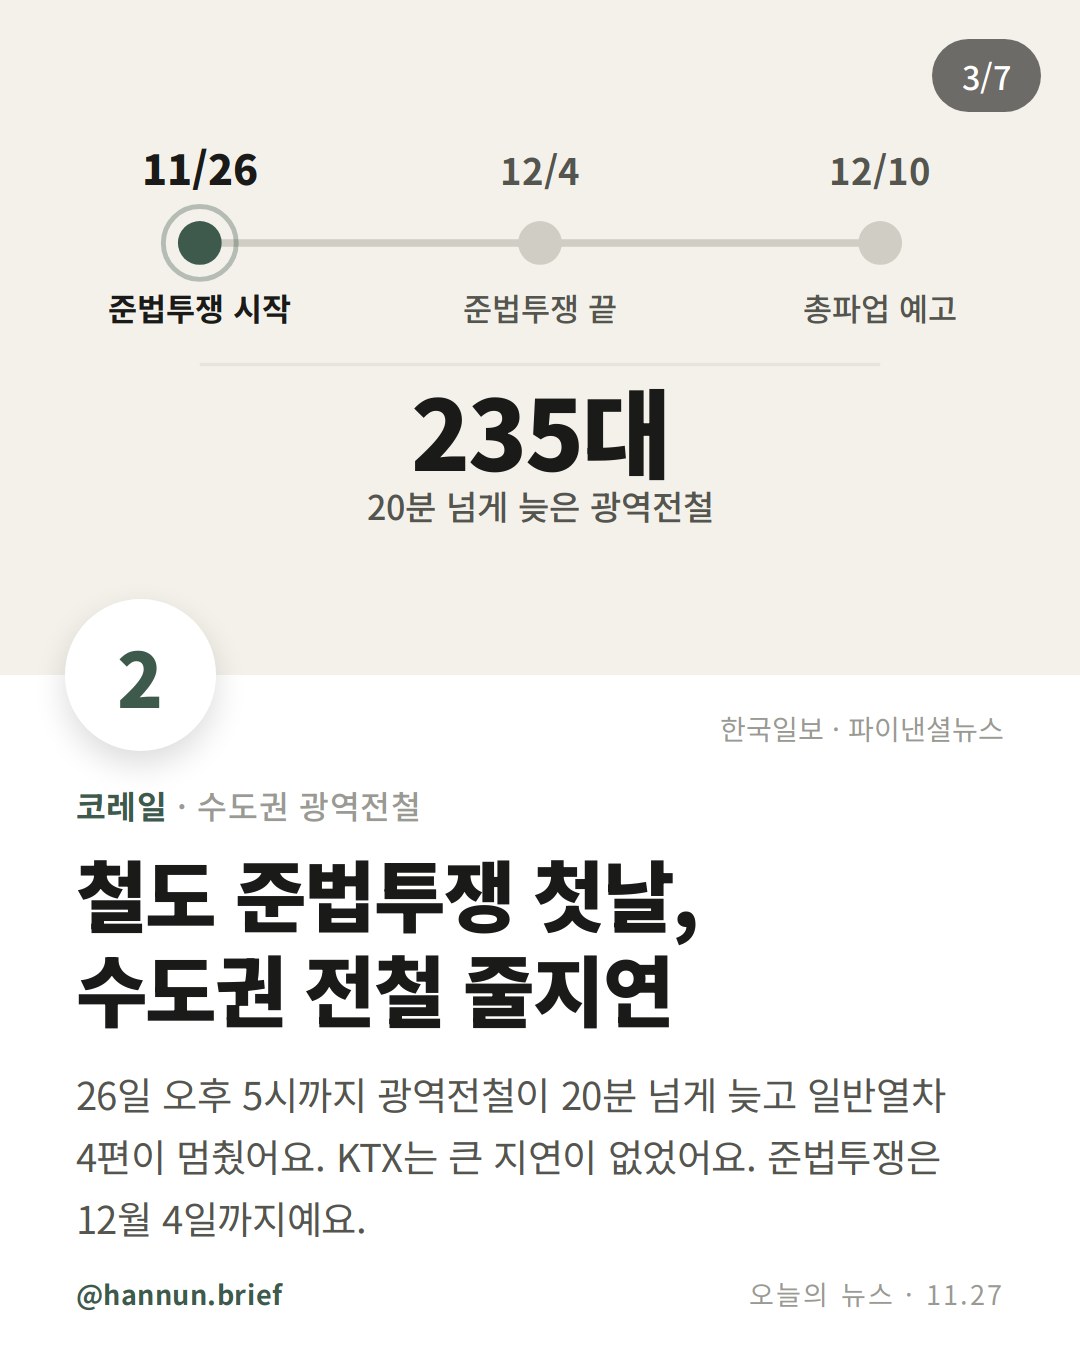 3/7
11/26
12/4
12/10
준법투쟁 시작
준법투쟁 끝
총파업 예고
235대
20분 넘게 늦은 광역전철
2
한국일보 · 파이낸셜뉴스
코레일 · 수도권 광역전철
철도 준법투쟁 첫날,
수도권 전철 줄지연
26일 오후 5시까지 광역전철이 20분 넘게 늦고 일반열차
4편이 멈췄어요. KTX는 큰 지연이 없었어요. 준법투쟁은
12월 4일까지예요.
@hannun.brief
오늘의 뉴스 · 11.27